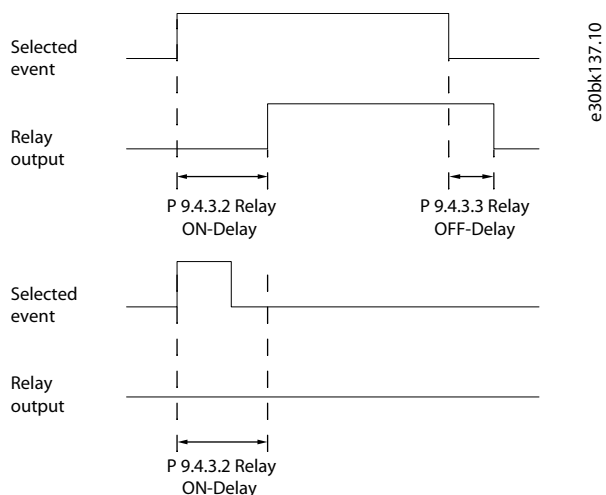 Selected
event
e30bk137.10
Relay
output
P 9.4.3.2 Relay
ON-Delay
P 9.4.3.3 Relay
OFF-Delay
Selected
event
Relay
output
P 9.4.3.2 Relay
ON-Delay